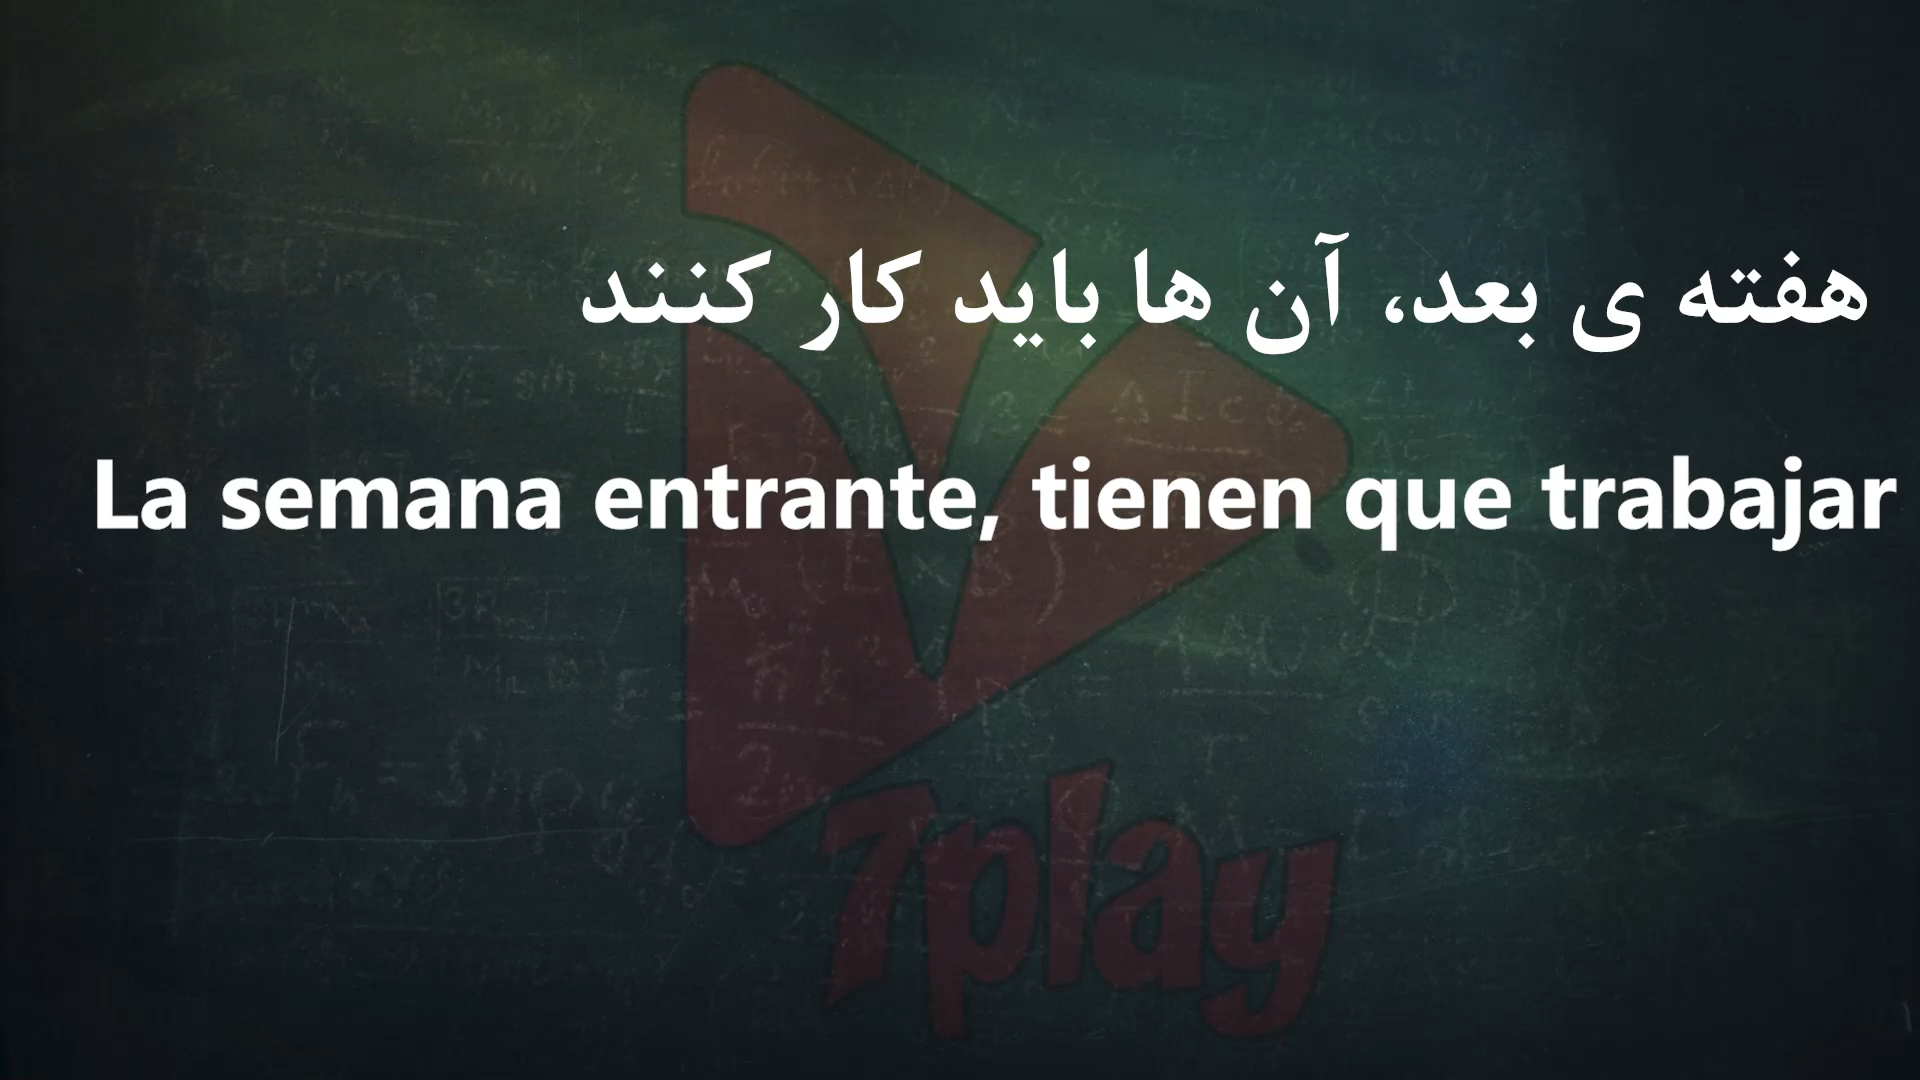 هفته ی بعد، آن ها باید کار کنند
La semana entrante, tienen que trabajar
7play